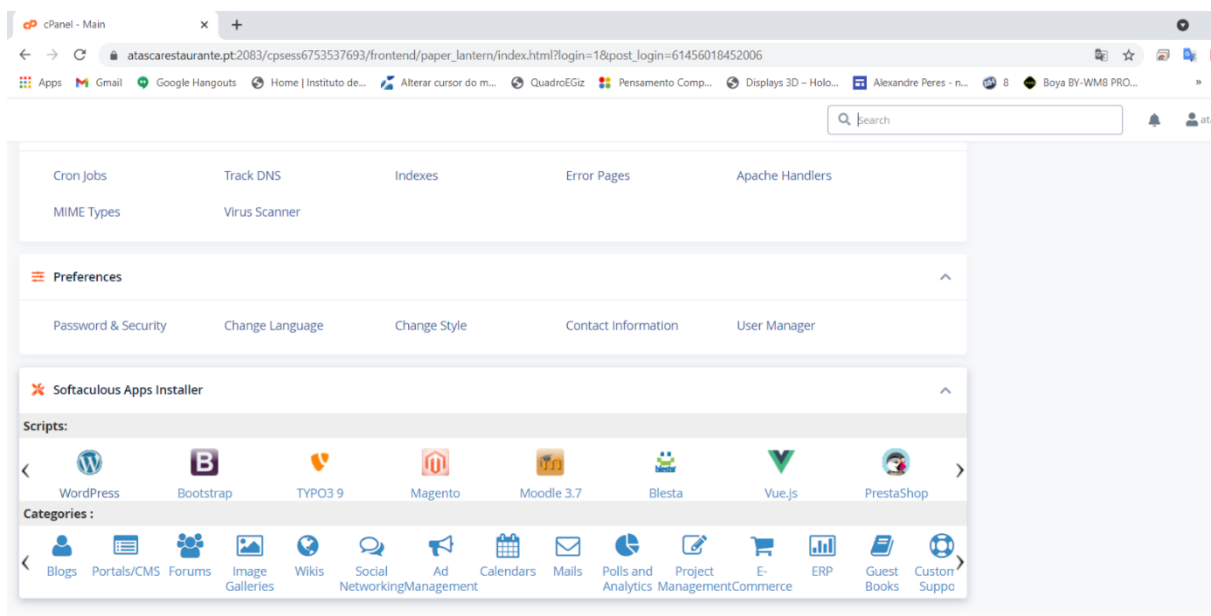 cPanel - Main
atascarestaurante.pt:2083/cpsess6753537693/frontend/paper_lantern/index.html?login=1&post_login=61456018452006
Apps Gmail Google Hangouts Home | Instituto de... Alterar cursor do m... QuadroEGiz Pensamento Comp... Displays 3D – Holo... Alexandre Peres - n... 8 Boya BY-WM8 PRO... »
Search at
Cron Jobs Track DNS Indexes Error Pages Apache Handlers
MIME Types Virus Scanner
Preferences
Password & Security Change Language Change Style Contact Information User Manager
Softaculous Apps Installer
Scripts:
WordPress Bootstrap TYPO3 9 Magento Moodle 3.7 Blesta Vue.js PrestaShop
Categories :
Blogs Portals/CMS Forums Image Wikis Social Ad Calendars Mails Polls and Project E- ERP Guest Custom
Galleries Networking Management Analytics Management Commerce Books Suppo